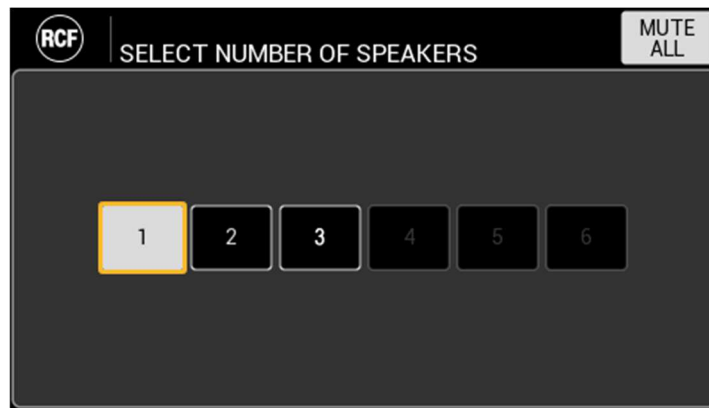 RCF
SELECT NUMBER OF SPEAKERS
MUTE
ALL
1 2 3 4 5 6